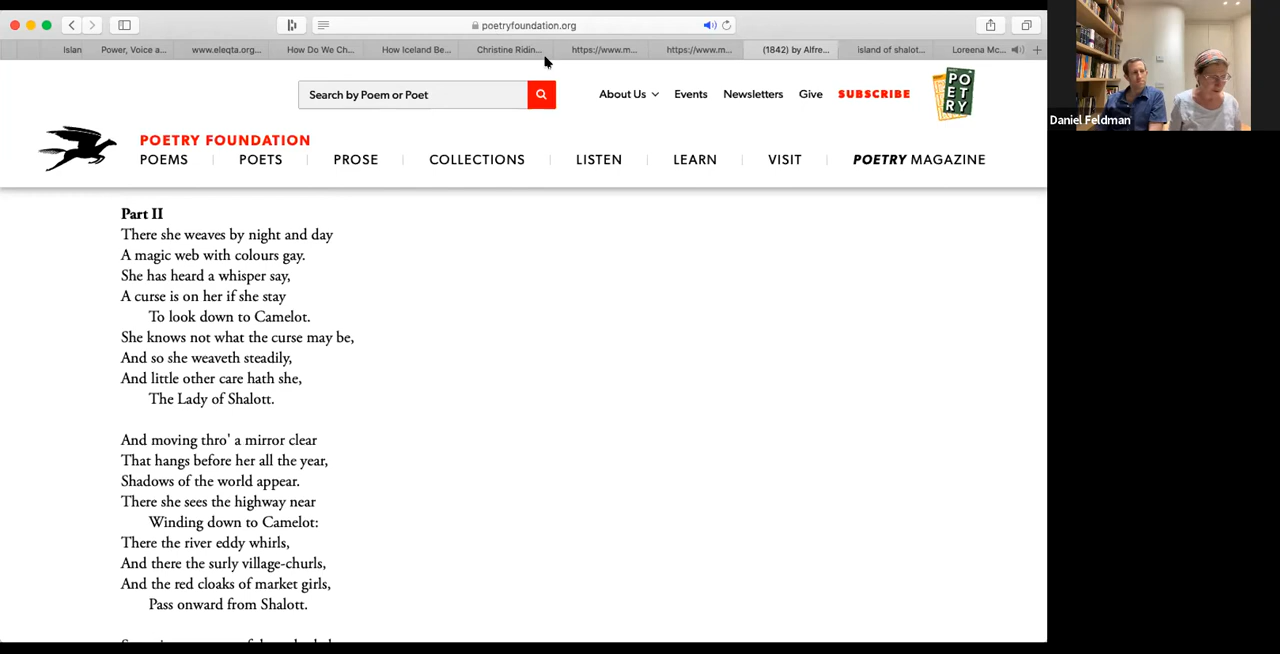 poetryfoundation.org
Islan
Power, Voice a...
www.eleqta.org...
How Do We Ch...
How Iceland Be...
Christine Ridin...
https://www.m...
https://www.m...
(1842) by Alfre...
island of shalot...
Loreena Mc...
Search by Poem or Poet
About Us
Events
Newsletters
Give
SUBSCRIBE
PO
ET
RY
POETRY FOUNDATION
POEMS
POETS
PROSE
COLLECTIONS
LISTEN
LEARN
VISIT
POETRY MAGAZINE
Daniel Feldman
Part II
There she weaves by night and day
A magic web with colours gay.
She has heard a whisper say,
A curse is on her if she stay
To look down to Camelot.
She knows not what the curse may be,
And so she weaveth steadily,
And little other care hath she,
The Lady of Shalott.
And moving thro' a mirror clear
That hangs before her all the year,
Shadows of the world appear.
There she sees the highway near
Winding down to Camelot:
There the river eddy whirls,
And there the surly village-churls,
And the red cloaks of market girls,
Pass onward from Shalott.